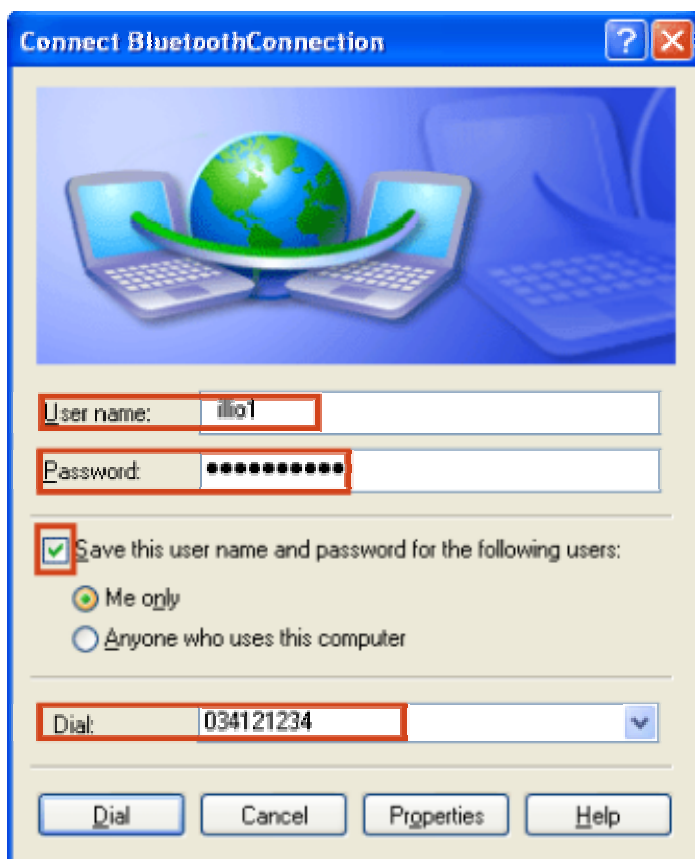 Connect BluetoothConnection
User name: illio1
Password: ●●●●●●●●●●
Save this user name and password for the following users:
Me only
Anyone who uses this computer
Dial: 034121234
Dial Cancel Properties Help